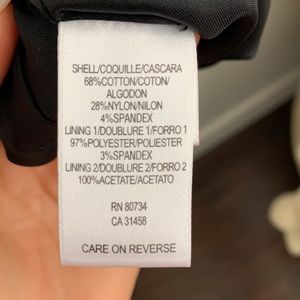 SHELL/COQUILLE/CASCARA
68%COTTON/COTON/
ALGODON
28%NYLON/NILON
4%SPANDEX
LINING 1/DOUBLURE 1/FORRO 1
97%POLYESTER/POLIESTER
3%SPANDEX
LINING 2/DOUBLURE 2/FORRO 2
100%ACETATE/ACETATO
RN 80734
CA 31458
CARE ON REVERSE